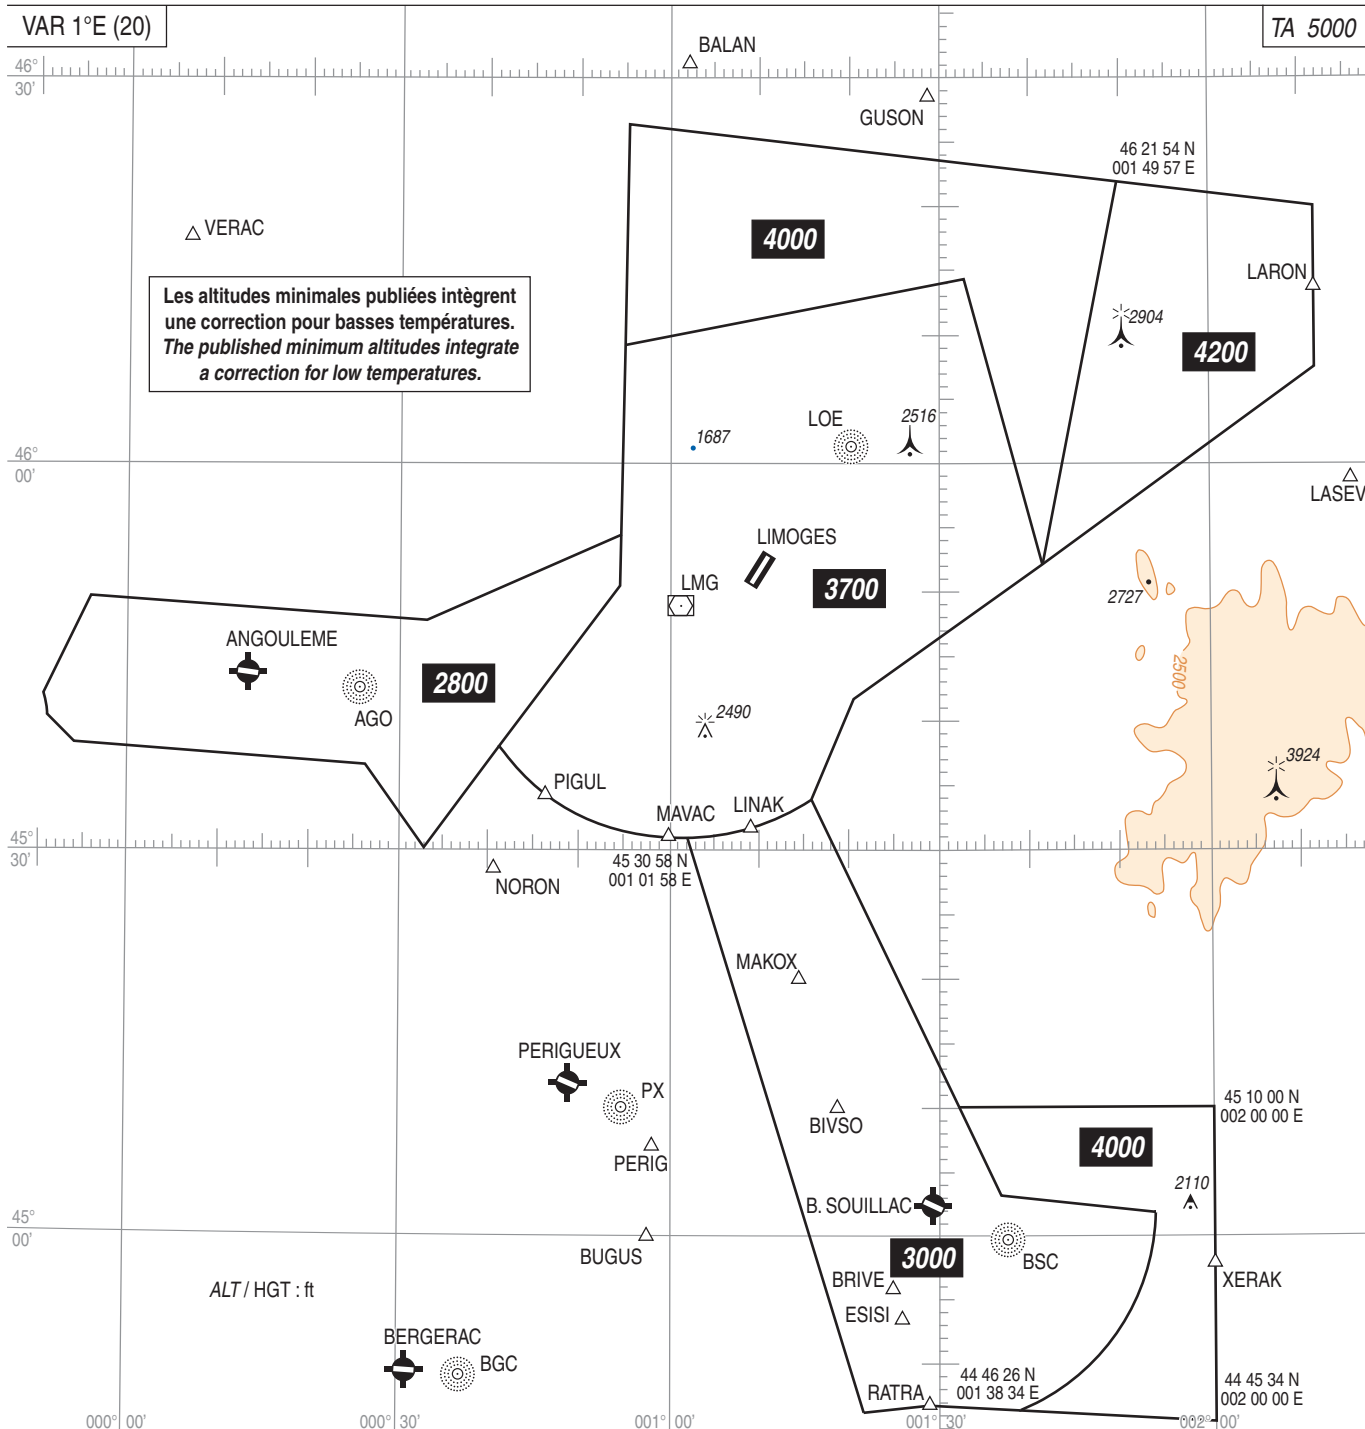 VAR 1°E (20)
TA 5000
BALAN
46°
30'
GUSON
46 21 54 N
001 49 57 E
VERAC
4000
LARON
Les altitudes minimales publiées intègrent
une correction pour basses températures.
The published minimum altitudes integrate
a correction for low temperatures.
2904
4200
LOE
2516
1687
46°
00'
LASEV
LIMOGES
LMG
3700
2727
ANGOULEME
2800
2500
AGO
2490
3924
PIGUL
MAVAC
LINAK
45°
30'
45 30 58 N
001 01 58 E
NORON
MAKOX
PERIGUEUX
PX
BIVSO
45 10 00 N
002 00 00 E
4000
PERIG
2110
B. SOUILLAC
45°
00'
BUGUS
3000
BSC
XERAK
BRIVE
ALT / HGT : ft
ESISI
BERGERAC
BGC
44 46 26 N
001 38 34 E
44 45 34 N
002 00 00 E
RATRA
000° 00'
000° 30'
001° 00'
001° 30'
002° 00'